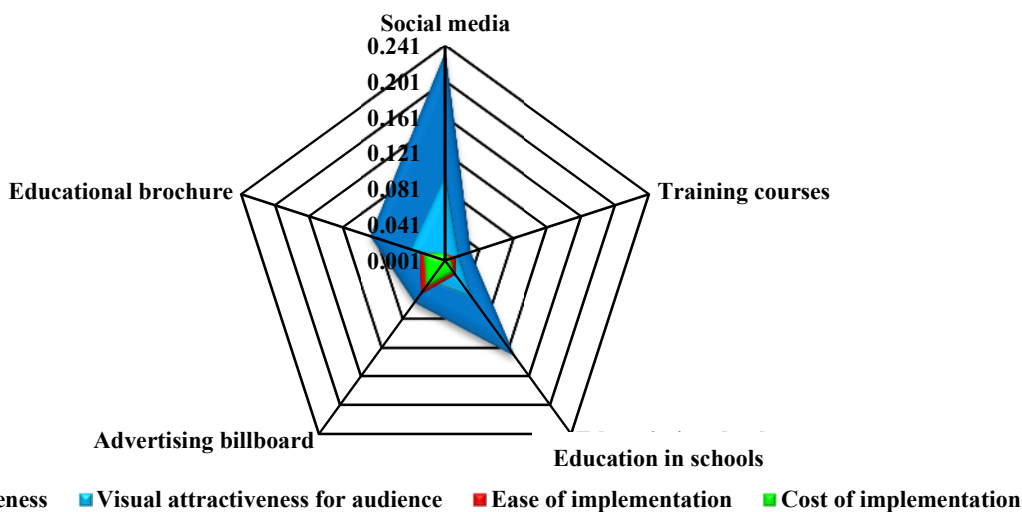 Social media
0.241
0.201
0.161
0.121
0.081
0.041
0.001
Educational brochure
Training courses
Advertising billboard
Education in schools
eness Visual attractiveness for audience Ease of implementation Cost of implementation